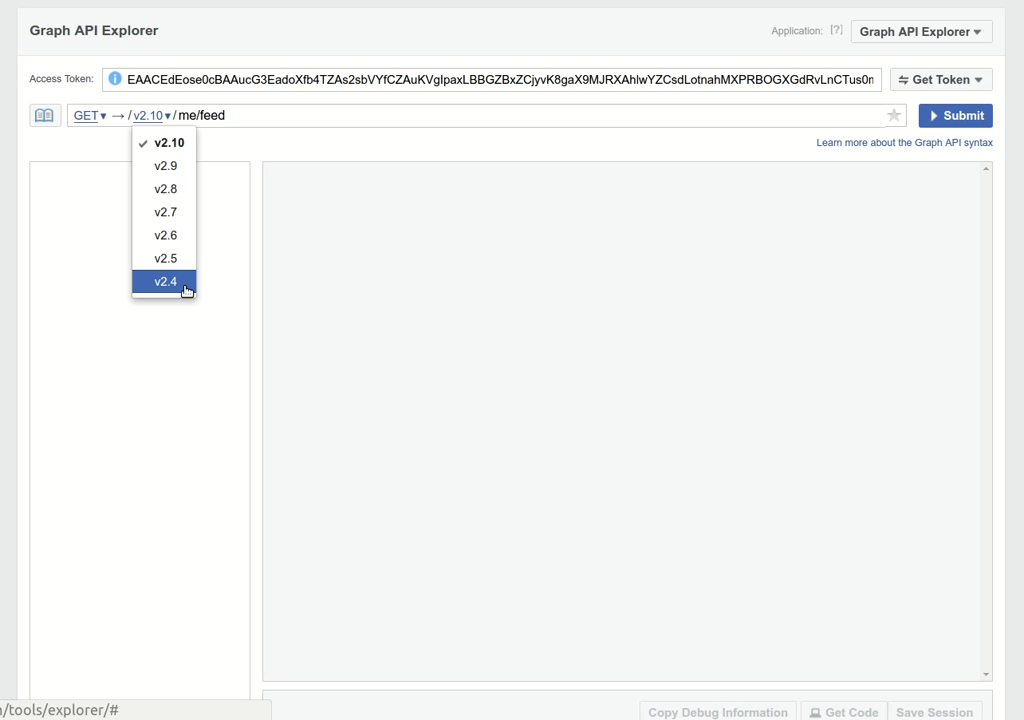 Graph API Explorer
Application: [?] Graph API Explorer
Access Token: EAACEdEose0cBAAucG3EadoXfb4TZAs2sbVYfCZAuKVgIpaxLBBGZBxZCjyvK8gaX9MJRXAhlwYZCsdLotnahMXPRBOGXGdRvLnCTus0r Get Token
GET → / v2.10 / me/feed Submit
Learn more about the Graph API syntax
✓ v2.10
v2.9
v2.8
v2.7
v2.6
v2.5
v2.4
/tools/explorer/#
Copy Debug Information Get Code Save Session